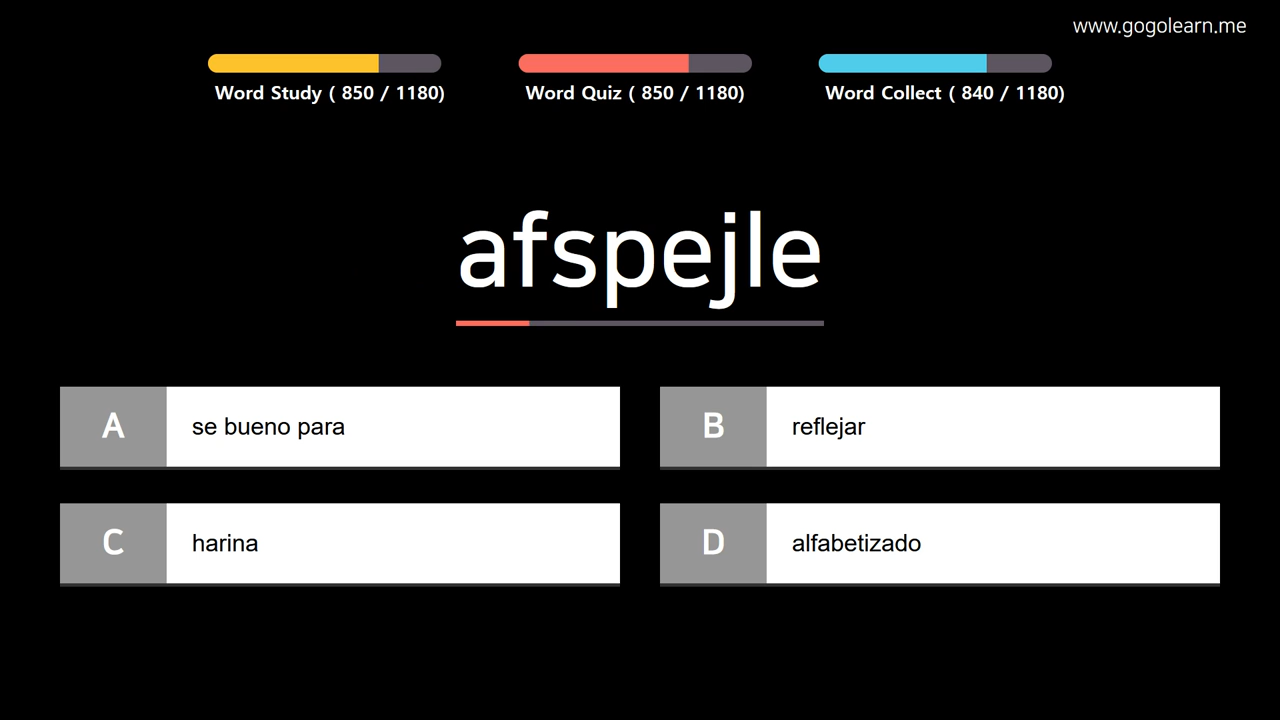 www.gogolearn.me
Word Study ( 850 / 1180)
Word Quiz ( 850 / 1180)
Word Collect ( 840 / 1180)
afspejle
A
se bueno para
B
reflejar
C
harina
D
alfabetizado